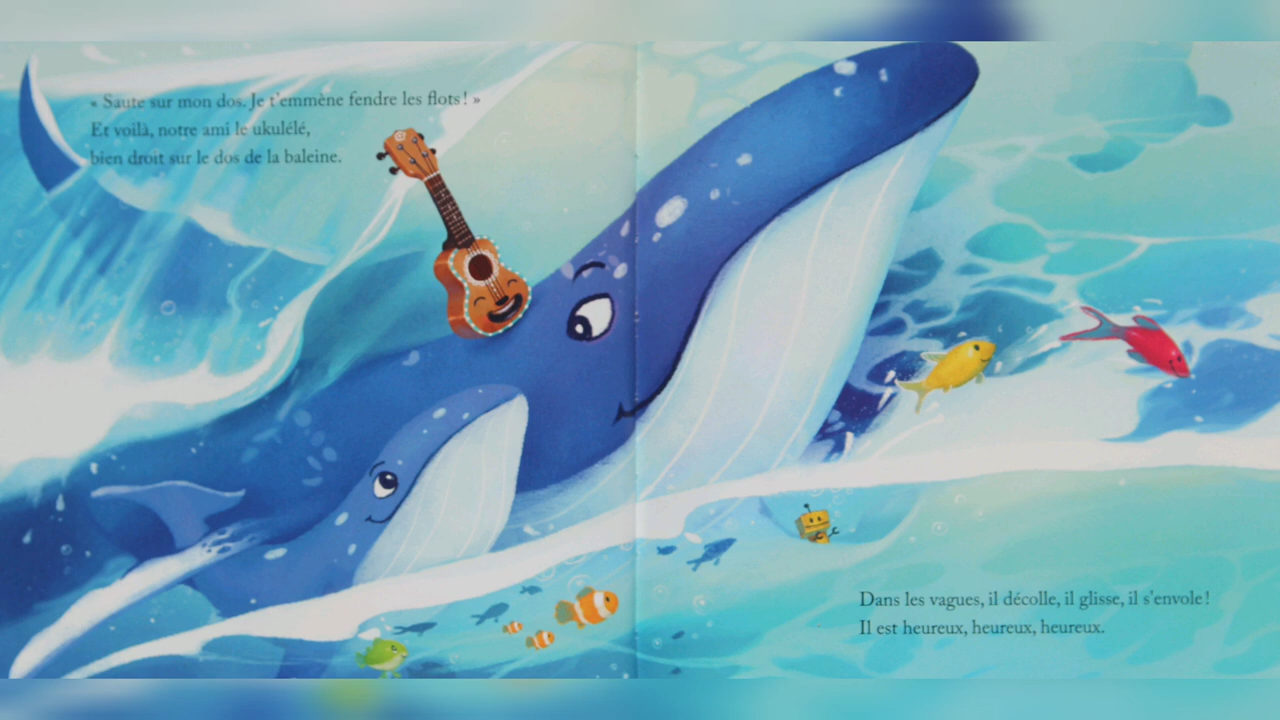 « Saute sur mon dos. Je t'emmène fendre les flots ! »
Et voilà, notre ami le ukulélé,
bien droit sur le dos de la baleine.
Dans les vagues, il décolle, il glisse, il s'envole !
Il est heureux, heureux, heureux.